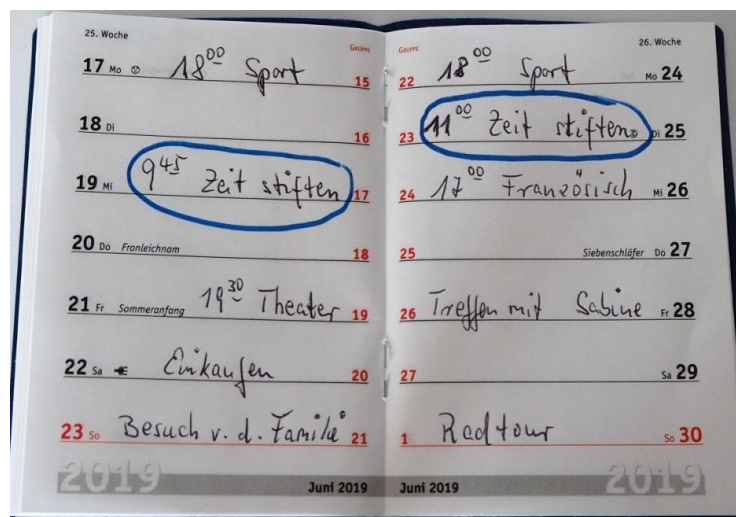 25. Woche
GRUPPE
17 Mo 18⁰⁰ Sport 15
18 Di 16
19 Mi 9⁴⁵ Zeit stiften 17
20 Do Fronleichnam 18
21 Fr Sommeranfang 19³⁰ Theater 19
22 Sa Einkaufen 20
23 So Besuch v. d. Familie 21
2019
Juni 2019
26. Woche
GRUPPE
22 18⁰⁰ Sport Mo 24
23 11⁰⁰ Zeit stiften Di 25
24 17⁰⁰ Französisch Mi 26
25 Siebenschläfer Do 27
26 Treffen mit Sabine Fr 28
27 Sa 29
1 Radtour So 30
Juni 2019
2019